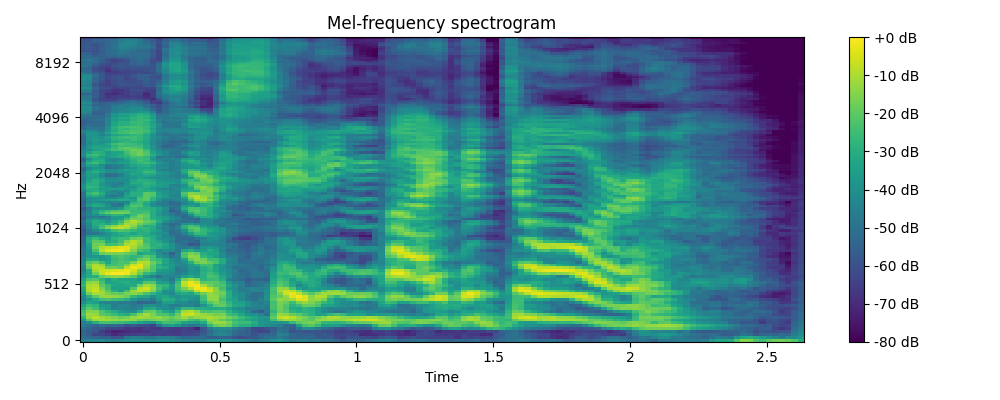 Mel-frequency spectrogram
Hz
8192
4096
2048
1024
512
0
0
0.5
1
1.5
2
2.5
Time
+0 dB
-10 dB
-20 dB
-30 dB
-40 dB
-50 dB
-60 dB
-70 dB
-80 dB